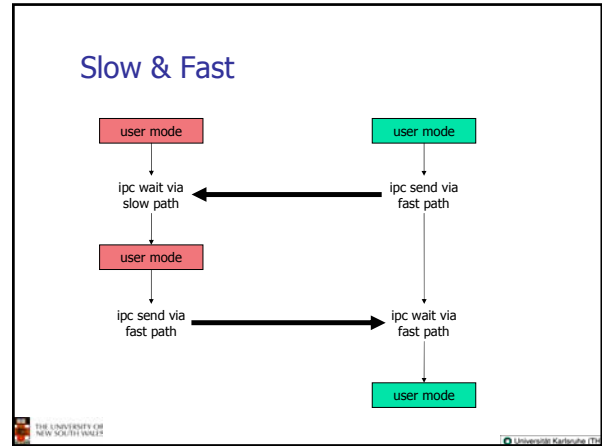 Slow & Fast
user mode
user mode
ipc wait via
slow path
ipc send via
fast path
user mode
ipc send via
fast path
ipc wait via
fast path
user mode
THE UNIVERSITY OF
NEW SOUTH WALES
Universität Karlsruhe (TH